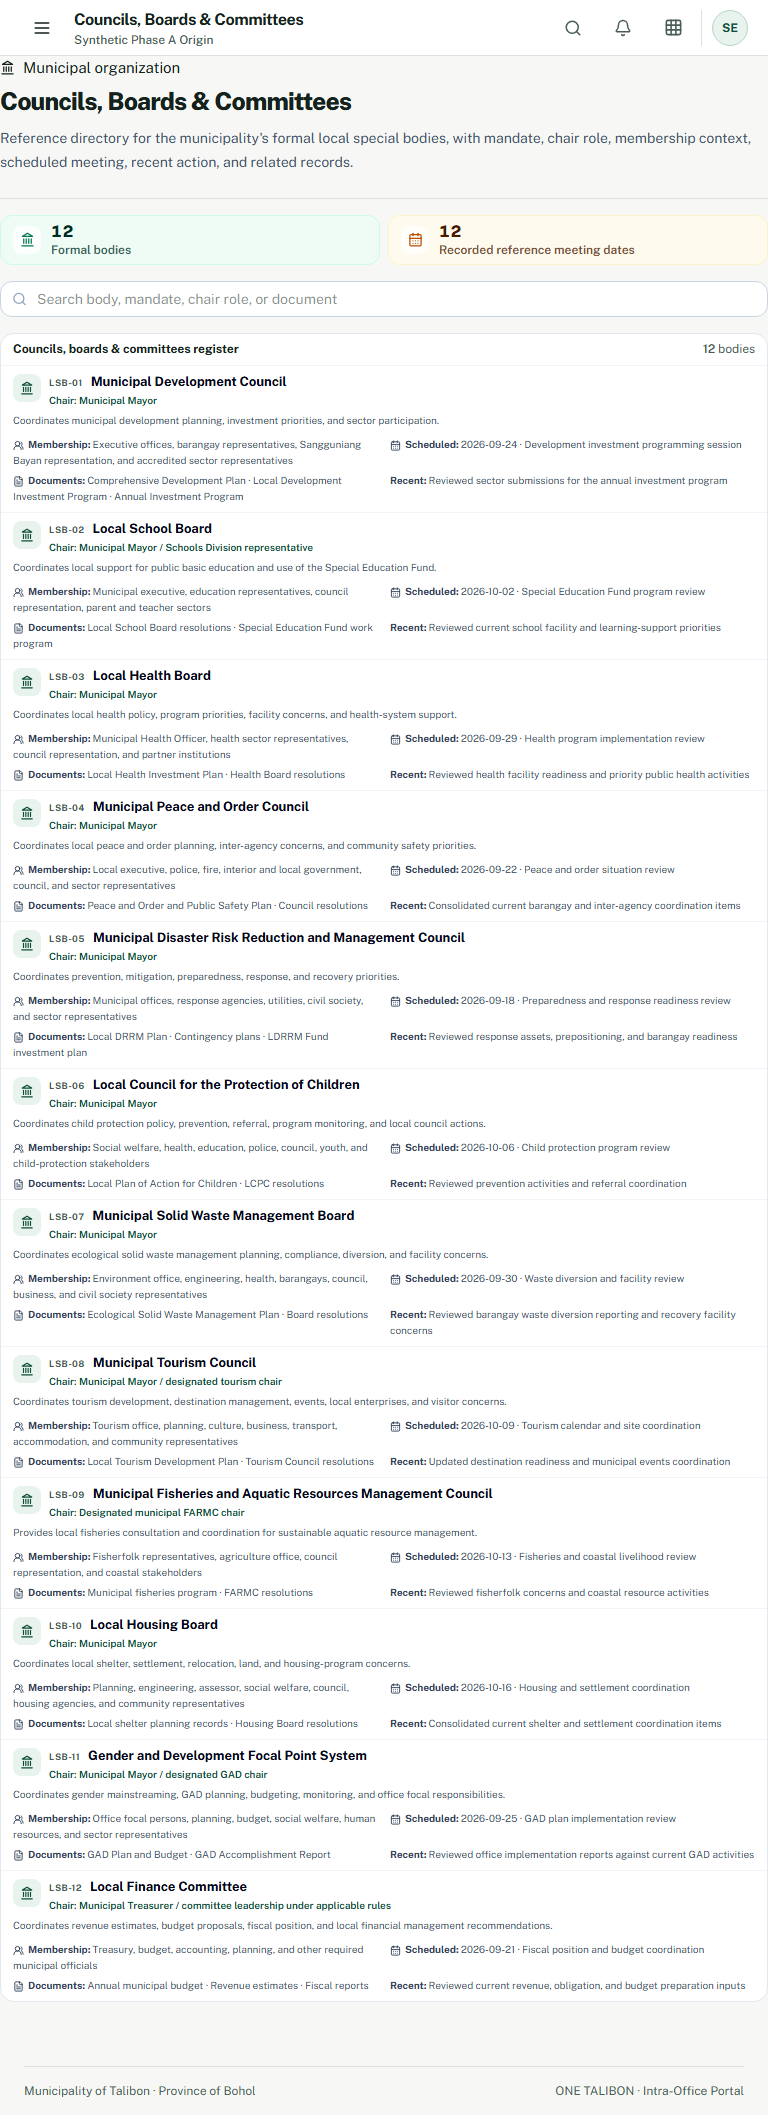 Councils, Boards & Committees
Synthetic Phase A Origin
SE
Municipal organization
Councils, Boards & Committees
Reference directory for the municipality's formal local special bodies, with mandate, chair role, membership context,
scheduled meeting, recent action, and related records.
12
Formal bodies
12
Recorded reference meeting dates
Search body, mandate, chair role, or document
Councils, boards & committees register
12 bodies
LSB-01 Municipal Development Council
Chair: Municipal Mayor
Coordinates municipal development planning, investment priorities, and sector participation.
Membership: Executive offices, barangay representatives, Sangguniang
Bayan representation, and accredited sector representatives
Scheduled: 2026-09-24 · Development investment programming session
Documents: Comprehensive Development Plan · Local Development
Investment Program · Annual Investment Program
Recent: Reviewed sector submissions for the annual investment program
LSB-02 Local School Board
Chair: Municipal Mayor / Schools Division representative
Coordinates local support for public basic education and use of the Special Education Fund.
Membership: Municipal executive, education representatives, council
representation, parent and teacher sectors
Scheduled: 2026-10-02 · Special Education Fund program review
Documents: Local School Board resolutions · Special Education Fund work
program
Recent: Reviewed current school facility and learning-support priorities
LSB-03 Local Health Board
Chair: Municipal Mayor
Coordinates local health policy, program priorities, facility concerns, and health-system support.
Membership: Municipal Health Officer, health sector representatives,
council representation, and partner institutions
Scheduled: 2026-09-29 · Health program implementation review
Documents: Local Health Investment Plan · Health Board resolutions
Recent: Reviewed health facility readiness and priority public health activities
LSB-04 Municipal Peace and Order Council
Chair: Municipal Mayor
Coordinates local peace and order planning, inter-agency concerns, and community safety priorities.
Membership: Local executive, police, fire, interior and local government,
council, and sector representatives
Scheduled: 2026-09-22 · Peace and order situation review
Documents: Peace and Order and Public Safety Plan · Council resolutions
Recent: Consolidated current barangay and inter-agency coordination items
LSB-05 Municipal Disaster Risk Reduction and Management Council
Chair: Municipal Mayor
Coordinates prevention, mitigation, preparedness, response, and recovery priorities.
Membership: Municipal offices, response agencies, utilities, civil society,
and sector representatives
Scheduled: 2026-09-18 · Preparedness and response readiness review
Documents: Local DRRM Plan · Contingency plans · LDRRM Fund
investment plan
Recent: Reviewed response assets, prepositioning, and barangay readiness
LSB-06 Local Council for the Protection of Children
Chair: Municipal Mayor
Coordinates child protection policy, prevention, referral, program monitoring, and local council actions.
Membership: Social welfare, health, education, police, council, youth, and
child-protection stakeholders
Scheduled: 2026-10-06 · Child protection program review
Documents: Local Plan of Action for Children · LCPC resolutions
Recent: Reviewed prevention activities and referral coordination
LSB-07 Municipal Solid Waste Management Board
Chair: Municipal Mayor
Coordinates ecological solid waste management planning, compliance, diversion, and facility concerns.
Membership: Environment office, engineering, health, barangays, council,
business, and civil society representatives
Scheduled: 2026-09-30 · Waste diversion and facility review
Documents: Ecological Solid Waste Management Plan · Board resolutions
Recent: Reviewed barangay waste diversion reporting and recovery facility
concerns
LSB-08 Municipal Tourism Council
Chair: Municipal Mayor / designated tourism chair
Coordinates tourism development, destination management, events, local enterprises, and visitor concerns.
Membership: Tourism office, planning, culture, business, transport,
accommodation, and community representatives
Scheduled: 2026-10-09 · Tourism calendar and site coordination
Documents: Local Tourism Development Plan · Tourism Council resolutions
Recent: Updated destination readiness and municipal events coordination
LSB-09 Municipal Fisheries and Aquatic Resources Management Council
Chair: Designated municipal FARMC chair
Provides local fisheries consultation and coordination for sustainable aquatic resource management.
Membership: Fisherfolk representatives, agriculture office, council
representation, and coastal stakeholders
Scheduled: 2026-10-13 · Fisheries and coastal livelihood review
Documents: Municipal fisheries program · FARMC resolutions
Recent: Reviewed fisherfolk concerns and coastal resource activities
LSB-10 Local Housing Board
Chair: Municipal Mayor
Coordinates local shelter, settlement, relocation, land, and housing-program concerns.
Membership: Planning, engineering, assessor, social welfare, council,
housing agencies, and community representatives
Scheduled: 2026-10-16 · Housing and settlement coordination
Documents: Local shelter planning records · Housing Board resolutions
Recent: Consolidated current shelter and settlement coordination items
LSB-11 Gender and Development Focal Point System
Chair: Municipal Mayor / designated GAD chair
Coordinates gender mainstreaming, GAD planning, budgeting, monitoring, and office focal responsibilities.
Membership: Office focal persons, planning, budget, social welfare, human
resources, and sector representatives
Scheduled: 2026-09-25 · GAD plan implementation review
Documents: GAD Plan and Budget · GAD Accomplishment Report
Recent: Reviewed office implementation reports against current GAD activities
LSB-12 Local Finance Committee
Chair: Municipal Treasurer / committee leadership under applicable rules
Coordinates revenue estimates, budget proposals, fiscal position, and local financial management recommendations.
Membership: Treasury, budget, accounting, planning, and other required
municipal officials
Scheduled: 2026-09-21 · Fiscal position and budget coordination
Documents: Annual municipal budget · Revenue estimates · Fiscal reports
Recent: Reviewed current revenue, obligation, and budget preparation inputs
Municipality of Talibon · Province of Bohol
ONE TALIBON · Intra-Office Portal